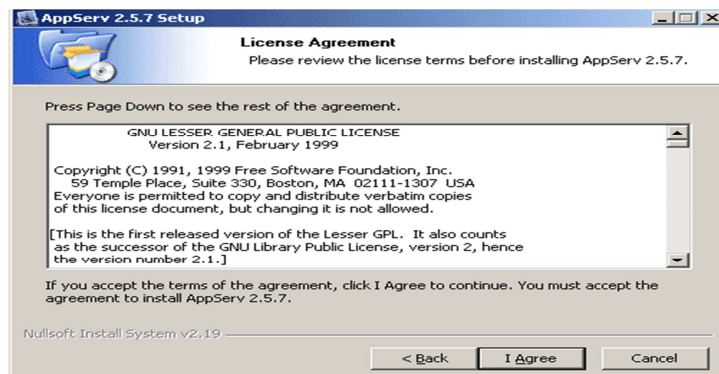 AppServ 2.5.7 Setup
License Agreement
Please review the license terms before installing AppServ 2.5.7.
Press Page Down to see the rest of the agreement.
GNU LESSER GENERAL PUBLIC LICENSE
Version 2.1, February 1999
Copyright (C) 1991, 1999 Free Software Foundation, Inc.
59 Temple Place, Suite 330, Boston, MA 02111-1307 USA
Everyone is permitted to copy and distribute verbatim copies
of this license document, but changing it is not allowed.
[This is the first released version of the Lesser GPL. It also counts
as the successor of the GNU Library Public License, version 2, hence
the version number 2.1.]
If you accept the terms of the agreement, click I Agree to continue. You must accept the
agreement to install AppServ 2.5.7.
Nullsoft Install System v2.19
< Back I Agree Cancel